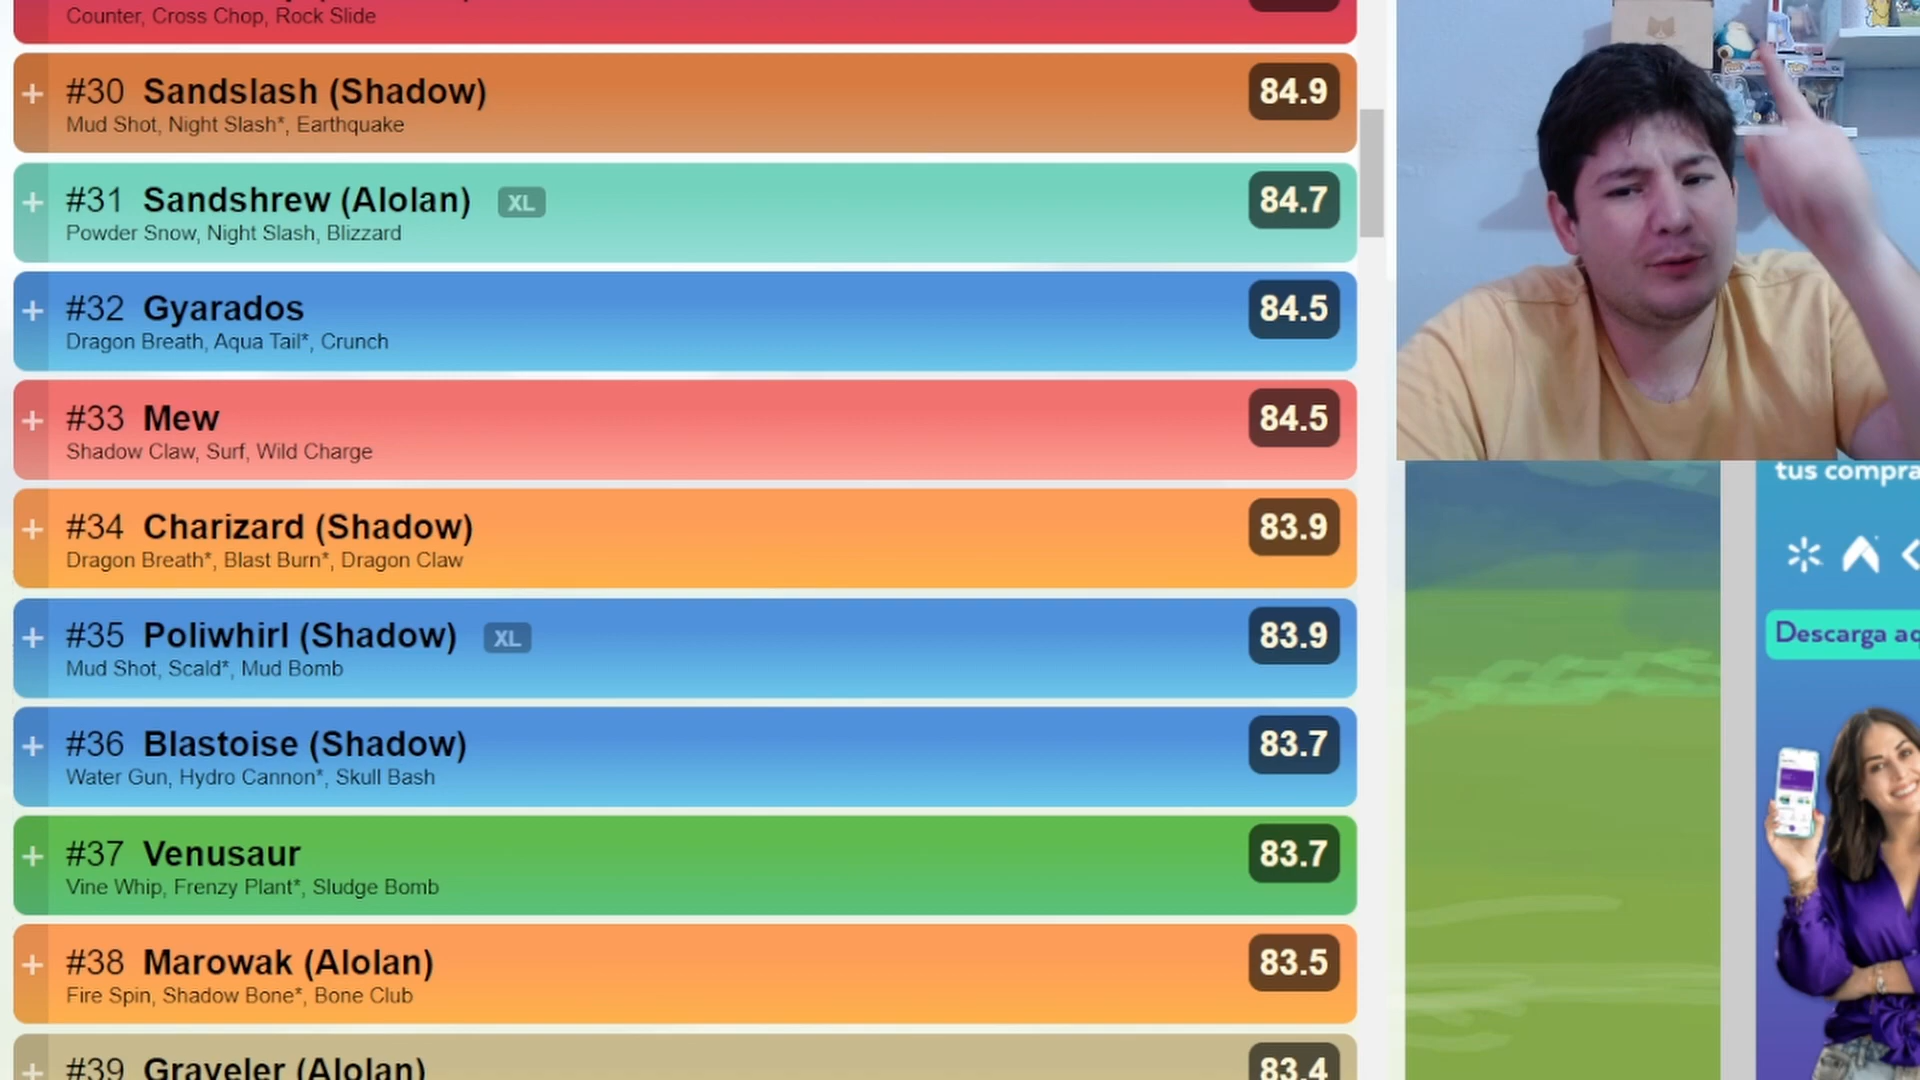 Counter, Cross Chop, Rock Slide
+ #30 Sandslash (Shadow) 84.9
Mud Shot, Night Slash*, Earthquake
+ #31 Sandshrew (Alolan) XL 84.7
Powder Snow, Night Slash, Blizzard
+ #32 Gyarados 84.5
Dragon Breath, Aqua Tail*, Crunch
+ #33 Mew 84.5
Shadow Claw, Surf, Wild Charge
+ #34 Charizard (Shadow) 83.9
Dragon Breath*, Blast Burn*, Dragon Claw
+ #35 Poliwhirl (Shadow) XL 83.9
Mud Shot, Scald*, Mud Bomb
+ #36 Blastoise (Shadow) 83.7
Water Gun, Hydro Cannon*, Skull Bash
+ #37 Venusaur 83.7
Vine Whip, Frenzy Plant*, Sludge Bomb
+ #38 Marowak (Alolan) 83.5
Fire Spin, Shadow Bone*, Bone Club
+ #39 Graveler (Alolan) 83.4
tus compra
Descarga aq